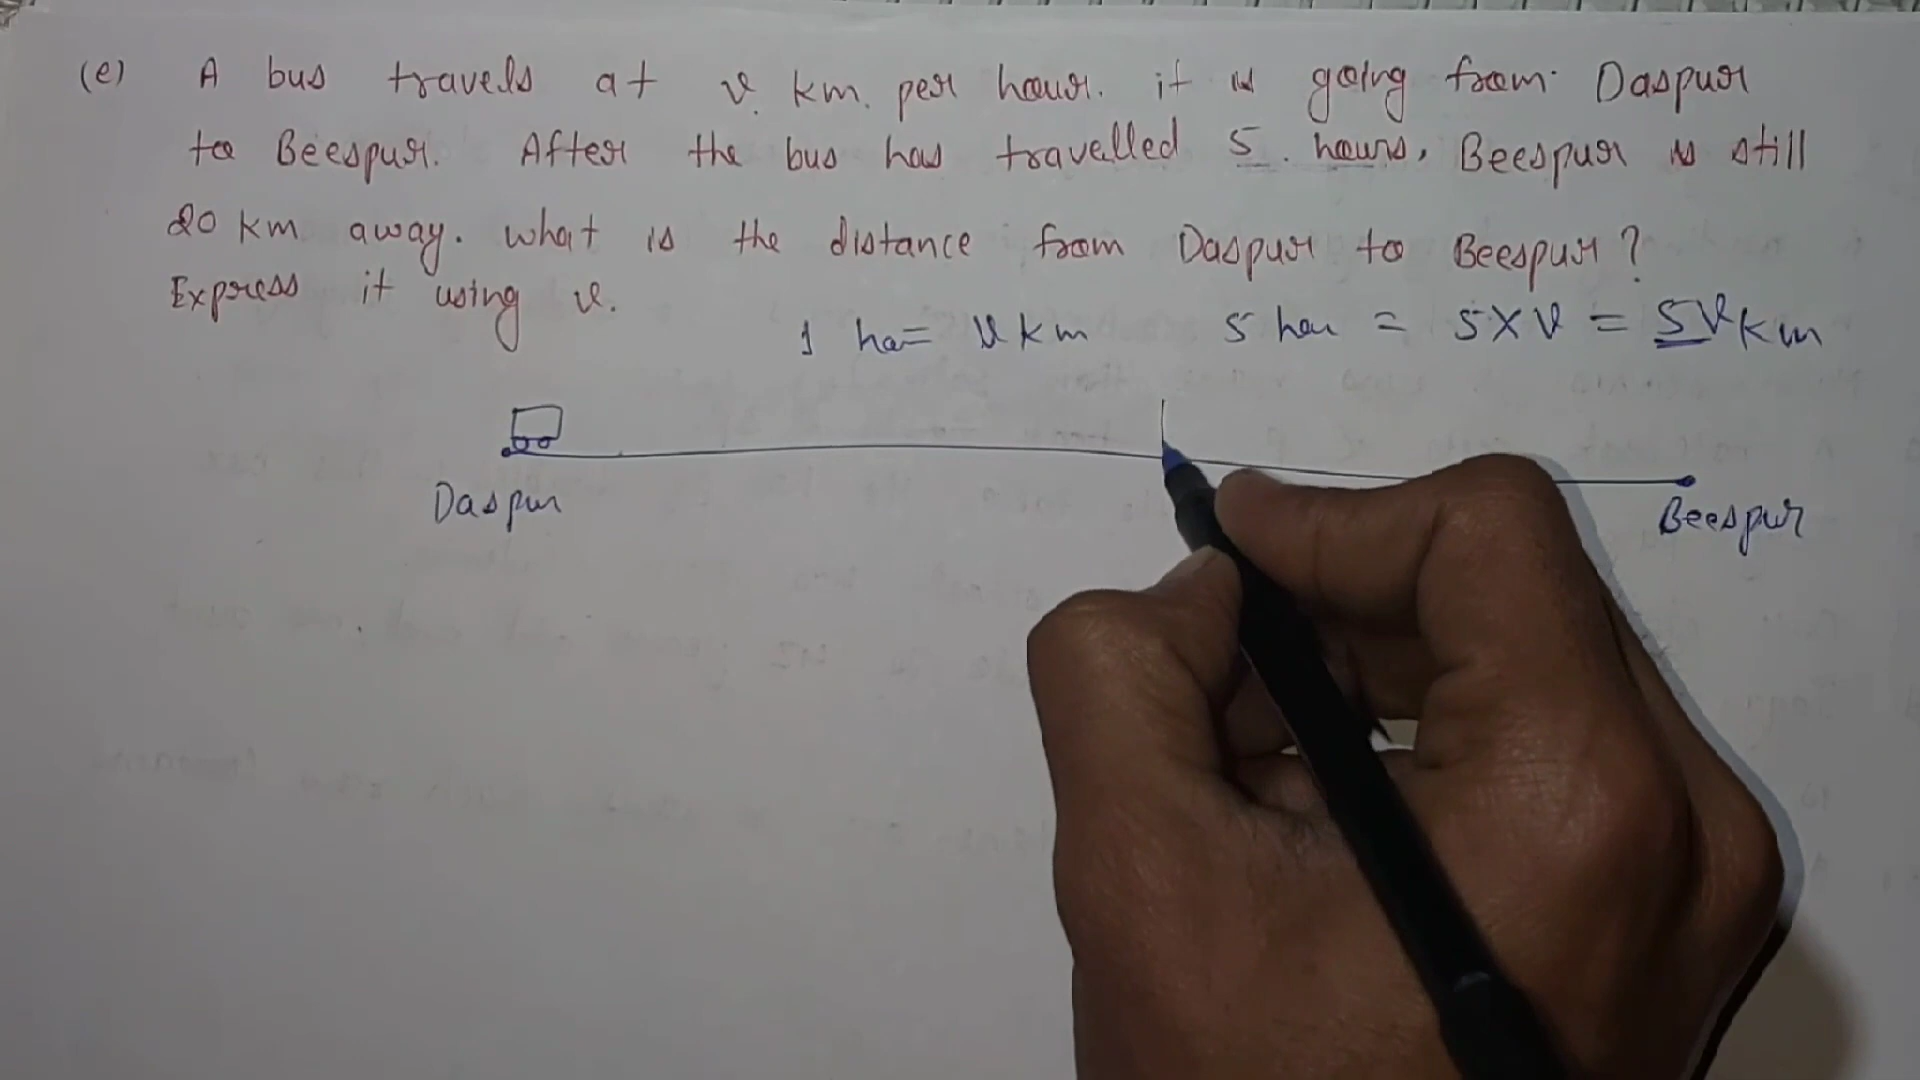 (e) A bus travels at v km. per hour. it is going from Daspur
to Beespur. After the bus has travelled 5 hours, Beespur is still
20 km away. what is the distance from Daspur to Beespur?
Express it using v.
1 ho = v km 5 hou = 5 X v = 5v km
Daspur
Beespur